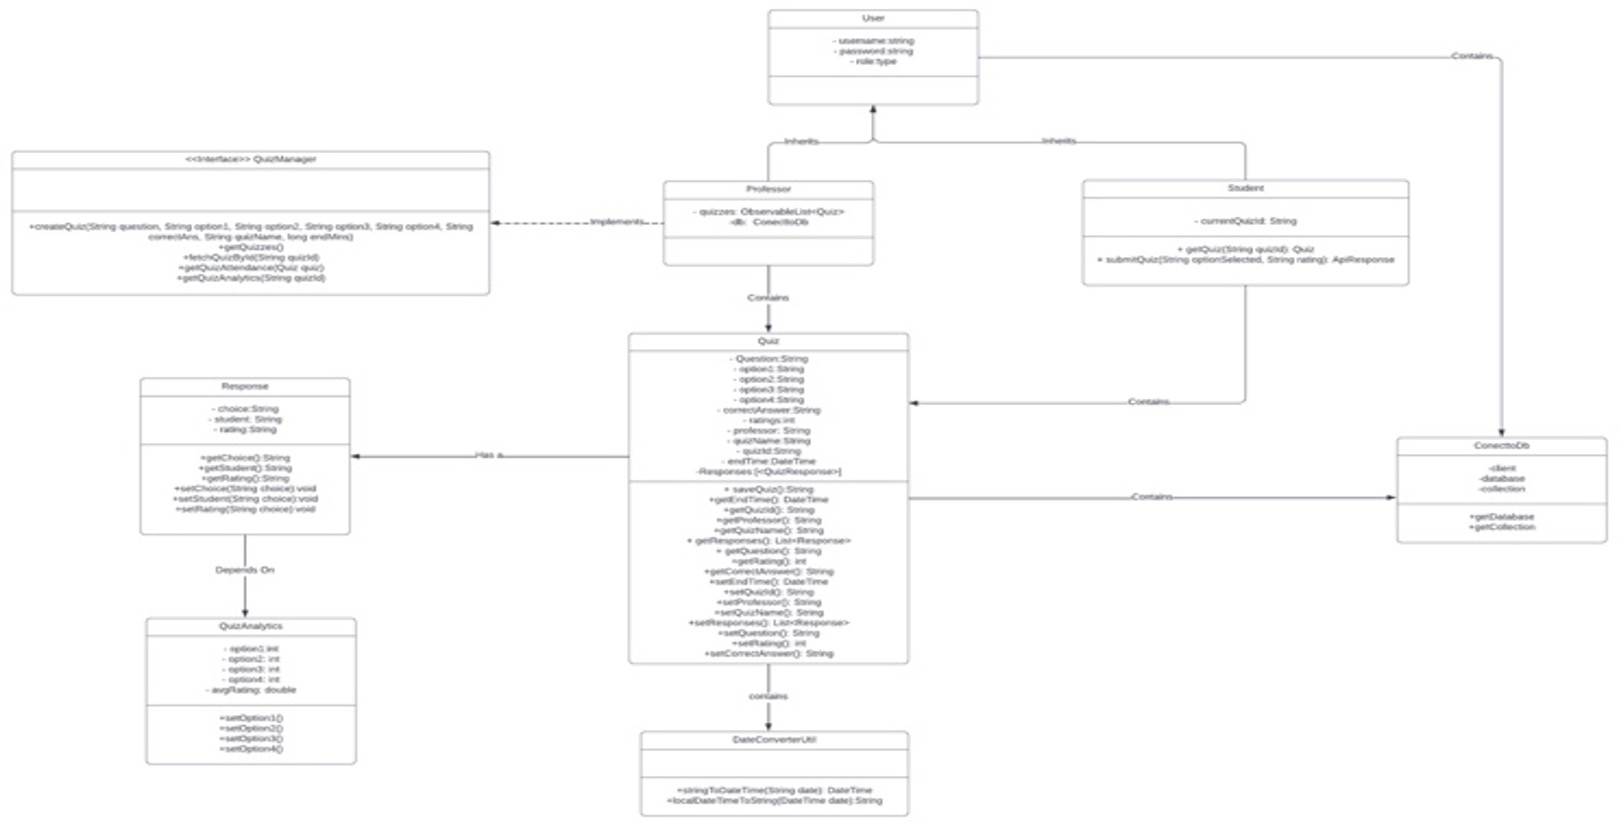 User
- username:string
- password:string
- role:type
Contains
Inherits
Inherits
<<Interface>> QuizManager
+createQuiz(String question, String option1, String option2, String option3, String option4, String
correctAns, String quizName, long endMins)
+getQuizzes()
+fetchQuizById(String quizId)
+getQuizAttendance(Quiz quiz)
+getQuizAnalytics(String quizId)
Implements
Professor
- quizzes: ObservableList<Quiz>
-db: ConecttoDb
Student
- currentQuizId: String
+ getQuiz(String quizId): Quiz
+ submitQuiz(String optionSelected, String rating): ApiResponse
Contains
Quiz
- Question:String
- option1:String
- option2:String
- option3:String
- option4:String
- correctAnswer:String
- ratings:int
- professor: String
- quizName:String
- quizId:String
- endTime:DateTime
-Responses:[<QuizResponse>]
+ saveQuiz():String
+getEndTime(): DateTime
+getQuizId(): String
+getProfessor(): String
+getQuizName(): String
+ getResponses(): List<Response>
+ getQuestion(): String
+getRating(): int
+getCorrectAnswer(): String
+setEndTime(): DateTime
+setQuizId(): String
+setProfessor(): String
+setQuizName(): String
+setResponses(): List<Response>
+setQuestion(): String
+setRating(): int
+setCorrectAnswer(): String
Contains
Response
- choice:String
- student: String
- rating:String
+getChoice():String
+getStudent():String
+getRating():String
+setChoice(String choice):void
+setStudent(String choice):void
+setRating(String choice):void
Has a
Contains
ConecttoDb
-client
-database
-collection
+getDatabase
+getCollection
Depends On
QuizAnalytics
- option1:int
- option2: int
- option3: int
- option4: int
- avgRating: double
+setOption1()
+setOption2()
+setOption3()
+setOption4()
contains
DateConverterUtil
+stringToDateTime(String date): DateTime
+localDateTimeToString(DateTime date):String